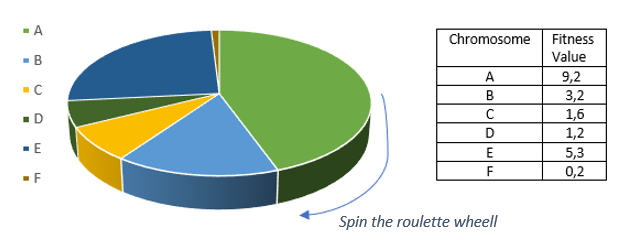 A
B
C
D
E
F
Chromosome Fitness
Value
A 9,2
B 3,2
C 1,6
D 1,2
E 5,3
F 0,2
Spin the roulette wheell